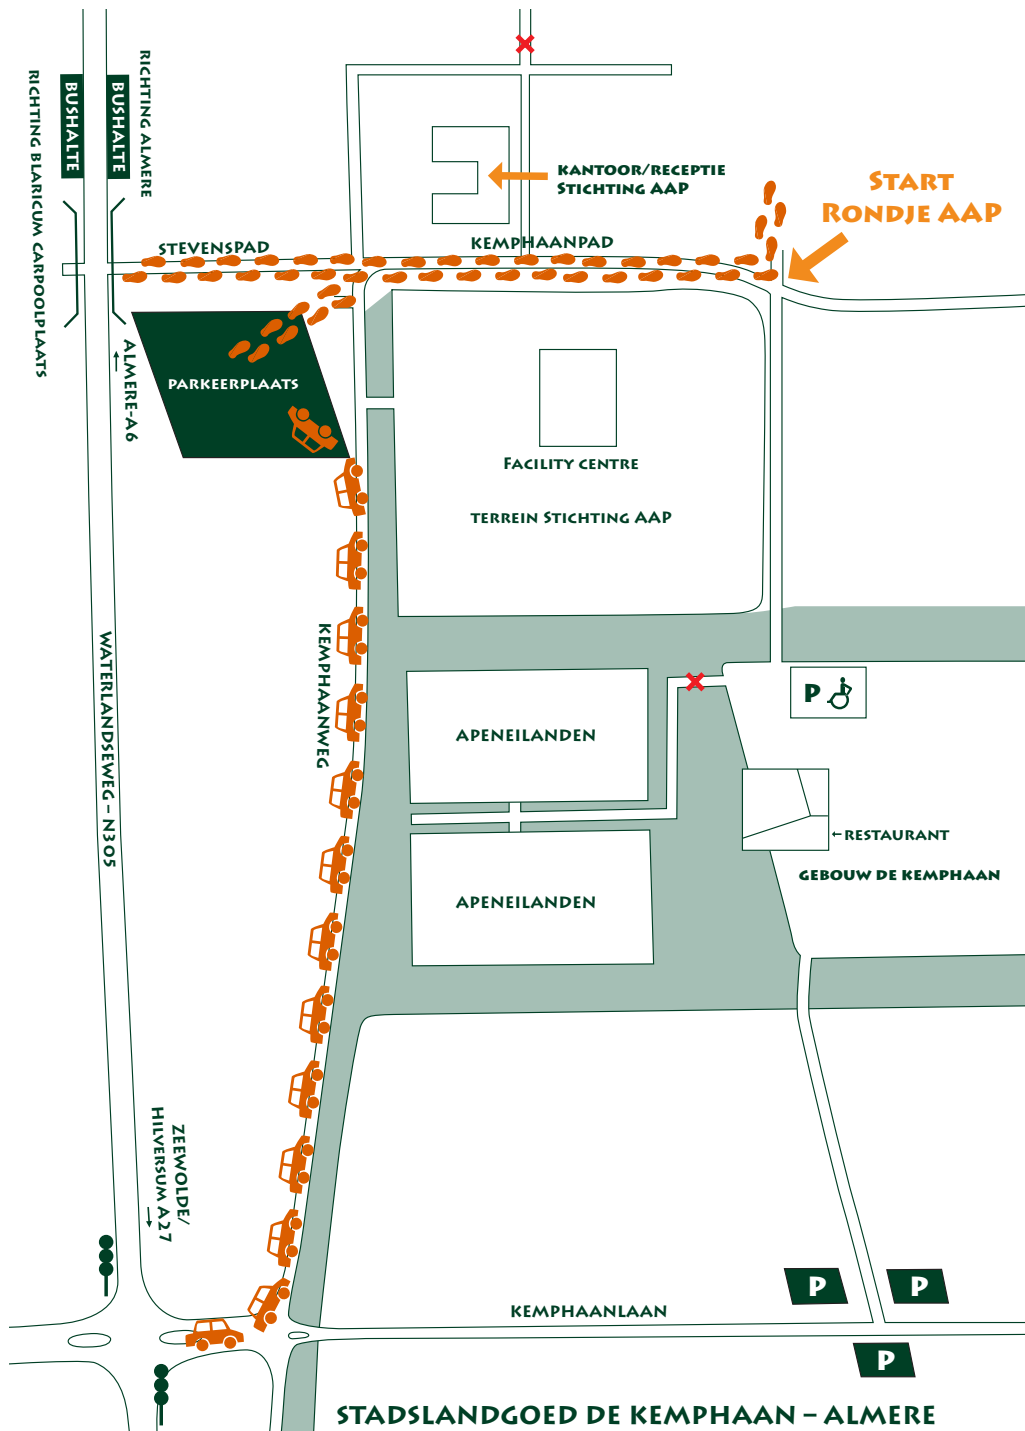 RICHTING BLARICUM CARPOOLPLAATS
BUSHALTE
BUSHALTE
RICHTING ALMERE
KANTOOR/RECEPTIE
STICHTING AAP
START
RONDJE AAP
STEVENSPAD
KEMPHAANPAD
ALMERE-A6
PARKEERPLAATS
FACILITY CENTRE
TERREIN STICHTING AAP
WATERLANDSEWEG – N305
KEMPHAANWEG
P
APENEILANDEN
RESTAURANT
GEBOUW DE KEMPHAAN
APENEILANDEN
ZEEWOLDE/
HILVERSUM A27
P
P
KEMPHAANLAAN
P
STADSLANDGOED DE KEMPHAAN – ALMERE